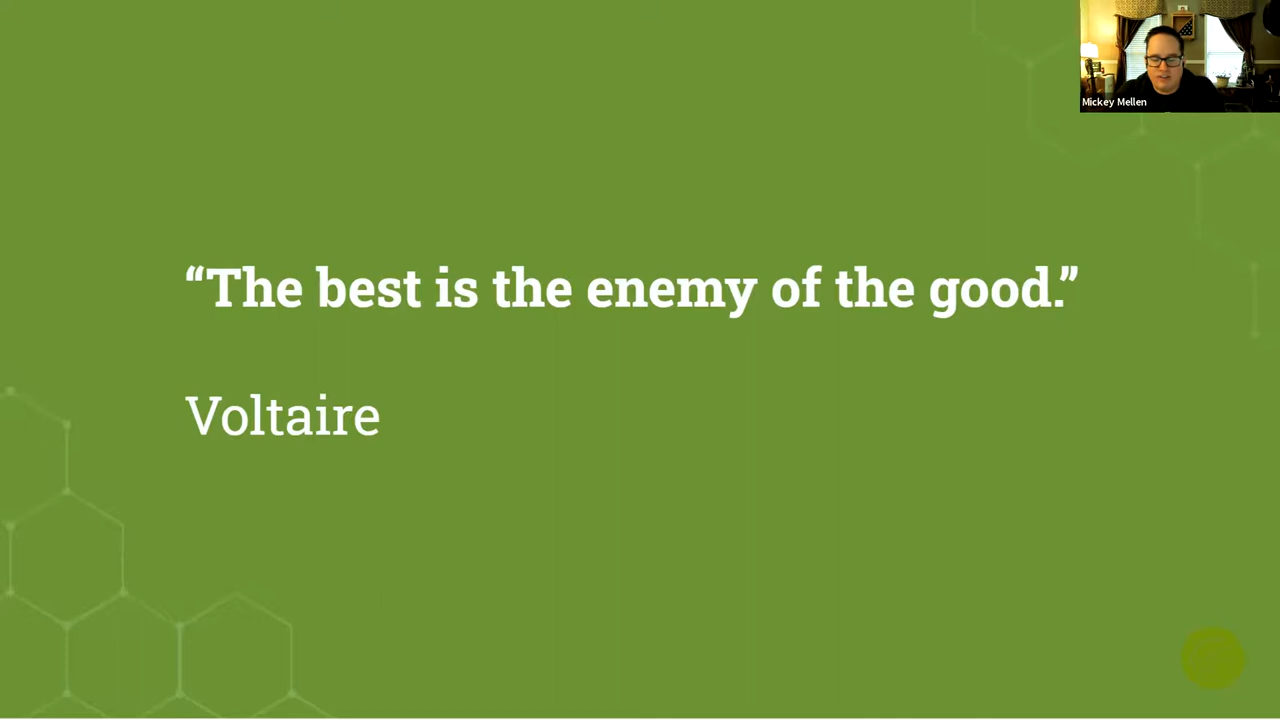 Mickey Mellen
“The best is the enemy of the good.”
Voltaire